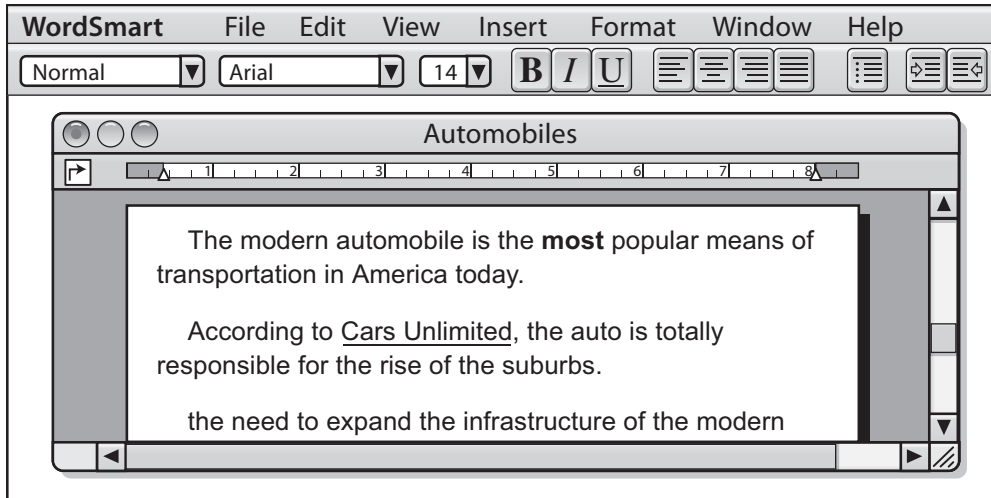 WordSmart File Edit View Insert Format Window Help
Normal Arial 14 B I U
Automobiles
1 2 3 4 5 6 7 8
The modern automobile is the most popular means of
transportation in America today.
According to Cars Unlimited, the auto is totally
responsible for the rise of the suburbs.
the need to expand the infrastructure of the modern